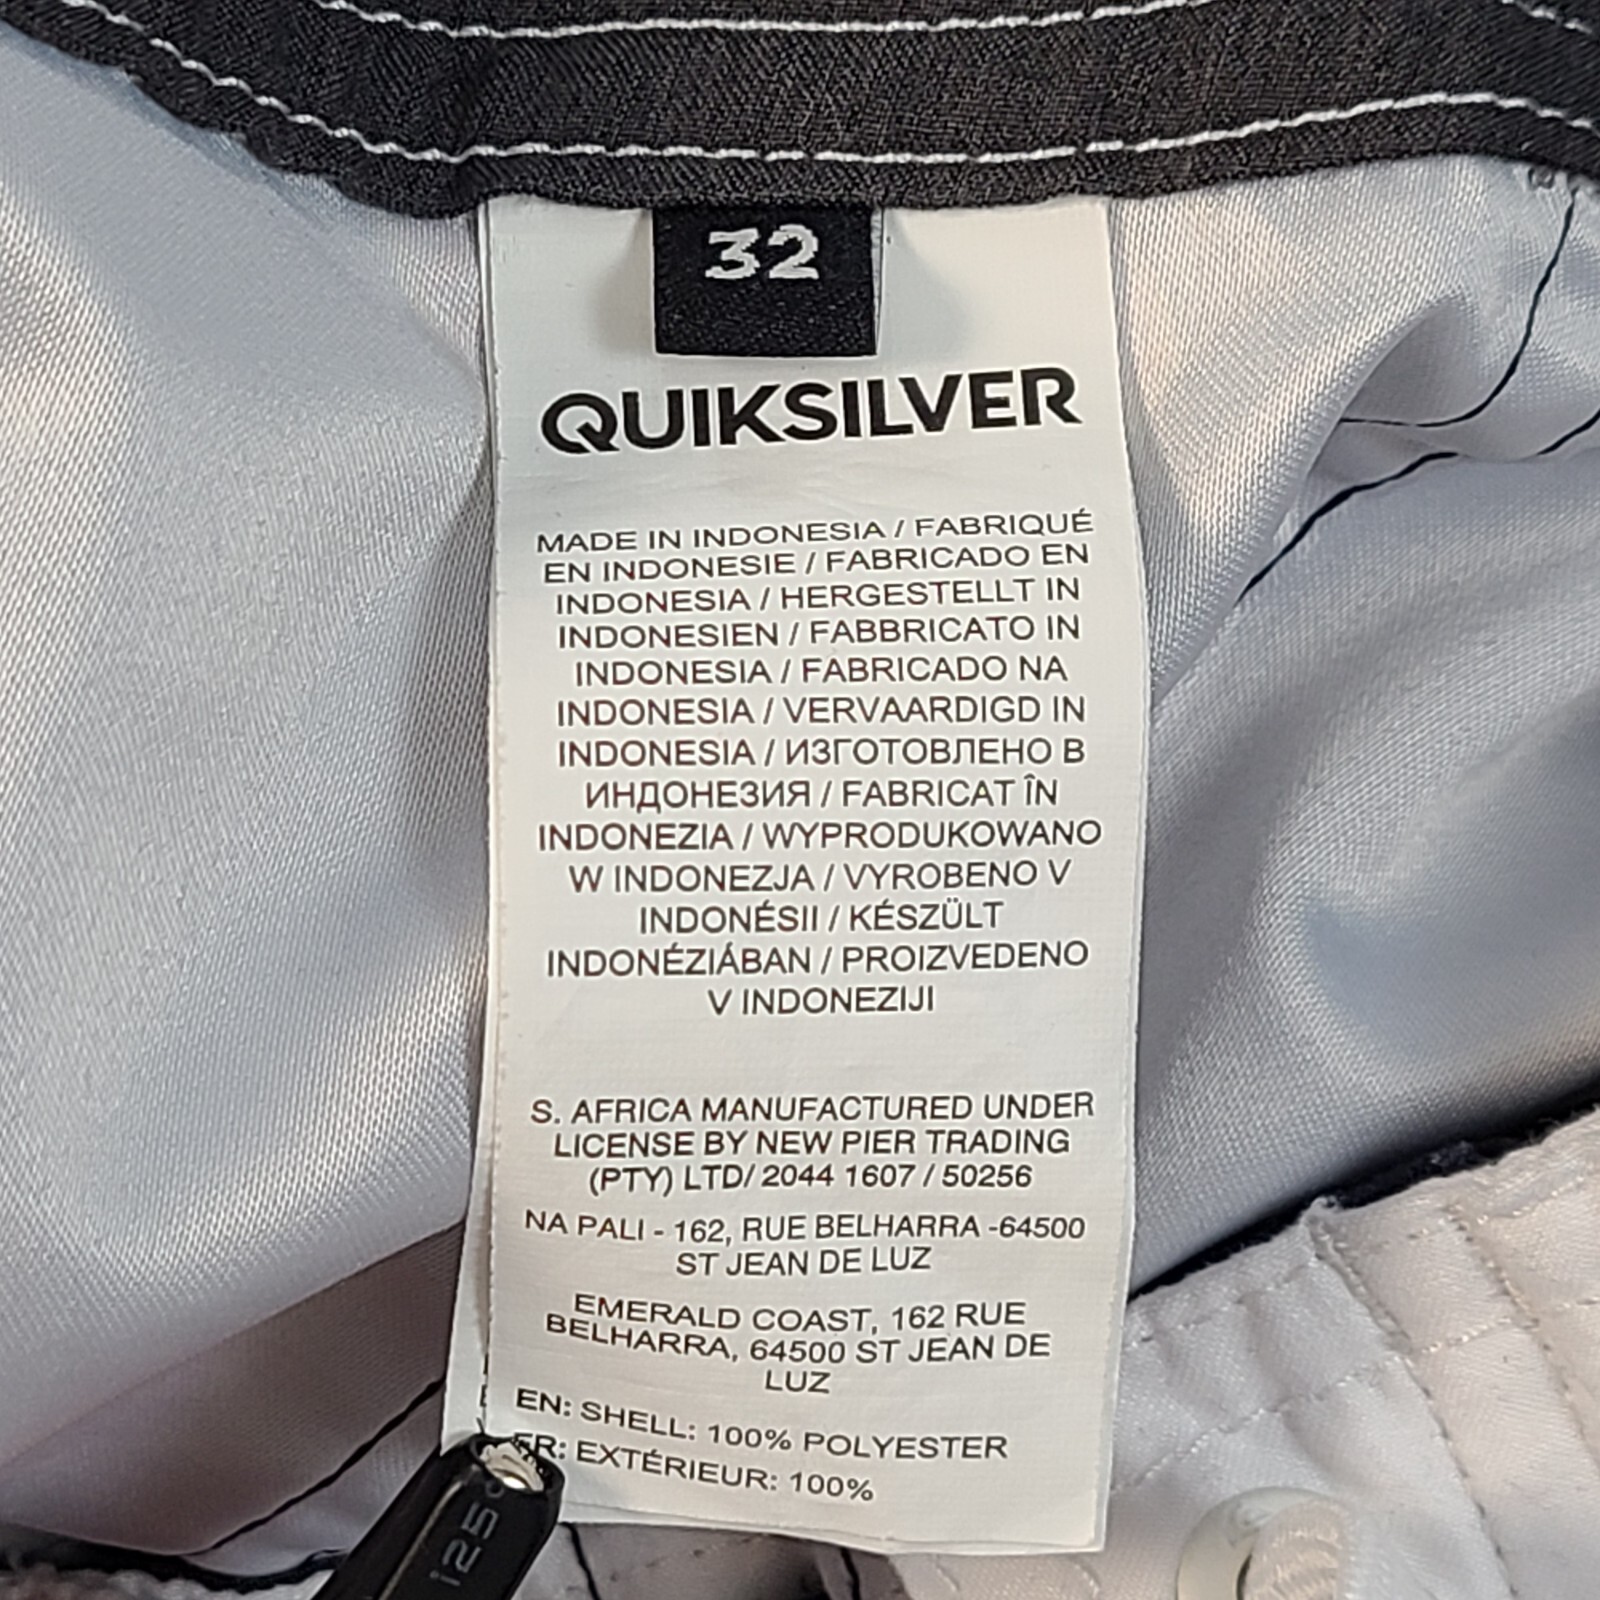 32
QUIKSILVER
MADE IN INDONESIA / FABRIQUÉ
EN INDONESIE / FABRICADO EN
INDONESIA / HERGESTELLT IN
INDONESIEN / FABBRICATO IN
INDONESIA / FABRICADO NA
INDONESIA / VERVAARDIGD IN
INDONESIA / ИЗГОТОВЛЕНО В
ИНДОНЕЗИЯ / FABRICAT ÎN
INDONEZIA / WYPRODUKOWANO
W INDONEZJA / VYROBENO V
INDONÉSII / KÉSZÜLT
INDONÉZIÁBAN / PROIZVEDENO
V INDONEZIJI
S. AFRICA MANUFACTURED UNDER
LICENSE BY NEW PIER TRADING
(PTY) LTD/ 2044 1607 / 50256
NA PALI - 162, RUE BELHARRA -64500
ST JEAN DE LUZ
EMERALD COAST, 162 RUE
BELHARRA, 64500 ST JEAN DE
LUZ
EN: SHELL: 100% POLYESTER
FR: EXTÉRIEUR: 100%